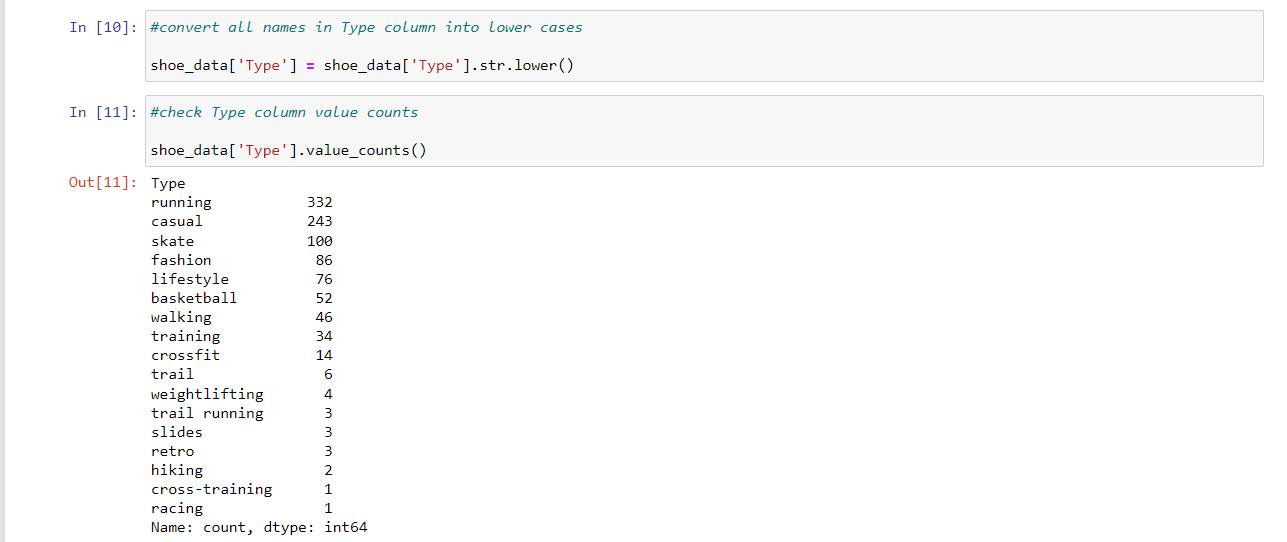 In [10]: #convert all names in Type column into lower cases
shoe_data['Type'] = shoe_data['Type'].str.lower()
In [11]: #check Type column value counts
shoe_data['Type'].value_counts()
Out[11]: Type
running 332
casual 243
skate 100
fashion 86
lifestyle 76
basketball 52
walking 46
training 34
crossfit 14
trail 6
weightlifting 4
trail running 3
slides 3
retro 3
hiking 2
cross-training 1
racing 1
Name: count, dtype: int64